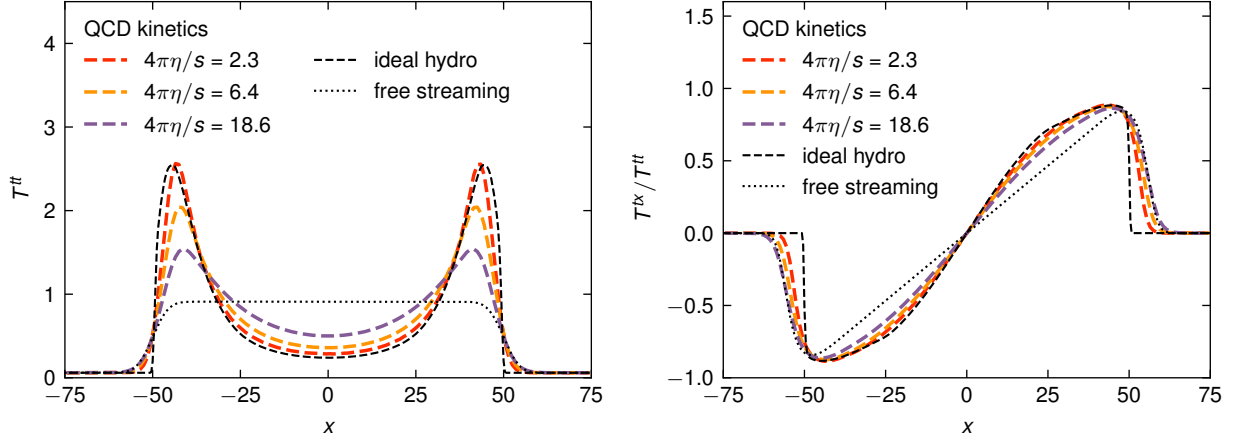 QCD kinetics
4πη/s = 2.3
4πη/s = 6.4
4πη/s = 18.6
ideal hydro
free streaming
4
3
2
1
0
T^{tt}
−75 −50 −25 0 25 50 75
x
QCD kinetics
4πη/s = 2.3
4πη/s = 6.4
4πη/s = 18.6
ideal hydro
free streaming
1.5
1.0
0.5
0.0
−0.5
−1.0
T^{tx}/T^{tt}
−75 −50 −25 0 25 50 75
x